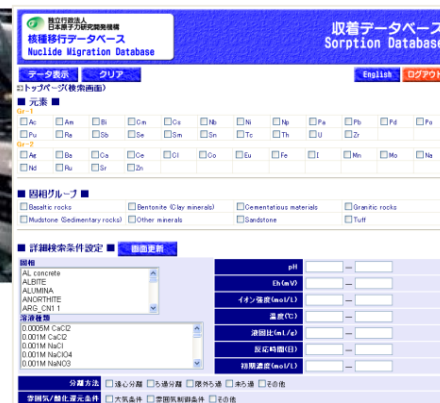 独立行政法人
日本原子力研究開発機構
核種移行データベース
Nuclide Migration Database
収着データベース
Sorption Database
データ表示 クリア English ログアウト
トップページ(検索画面)
■ 元素 ■
Gr-1
Ac Am Bi Cm Cs Nb Ni Np Pa Pb Pd Po
Pu Ra Sb Se Sm Sn Tc Th U Zr
Gr-2
Ag Ba Ca Ce Cl Co Eu Fe I Mn Mo Na
Nd Ru Sr Zn
■ 固相グループ ■
Basaltic rocks Bentonite (Clay minerals) Cementatious materials Granitic rocks
Mudstone (Sedimentary rocks) Other minerals Sandstone Tuff
■ 詳細検索条件設定 ■ 画面更新
固相
AL concrete
ALBITE
ALUMINA
ANORTHITE
ARG_CN1 1
溶液種類
0.0005M CaCl2
0.001M CaCl2
0.001M NaCl
0.001M NaClO4
0.001M NaNO3
pH —
Eh(mV) —
イオン強度(mol/L) —
温度(℃) —
液固比(mL/g) —
反応時間(日) —
初期濃度(mol/L) —
分離方法 遠心分離 ろ過分離 限外ろ過 未ろ過 その他
雰囲気/酸化還元条件 大気条件 雰囲気制御条件 その他